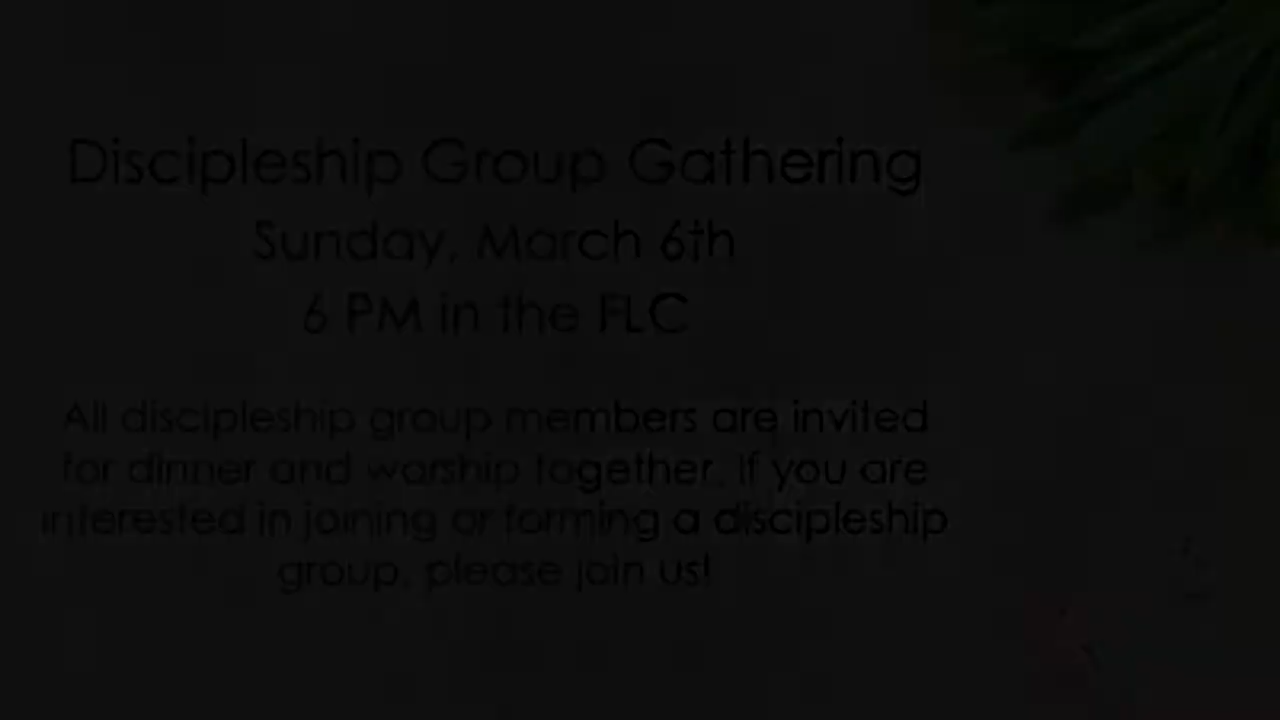 Discipleship Group Gathering
Sunday, March 6th
6 PM in the FLC
All discipleship group members are invited
for dinner and worship together. If you are
interested in joining or forming a discipleship
group, please join us!